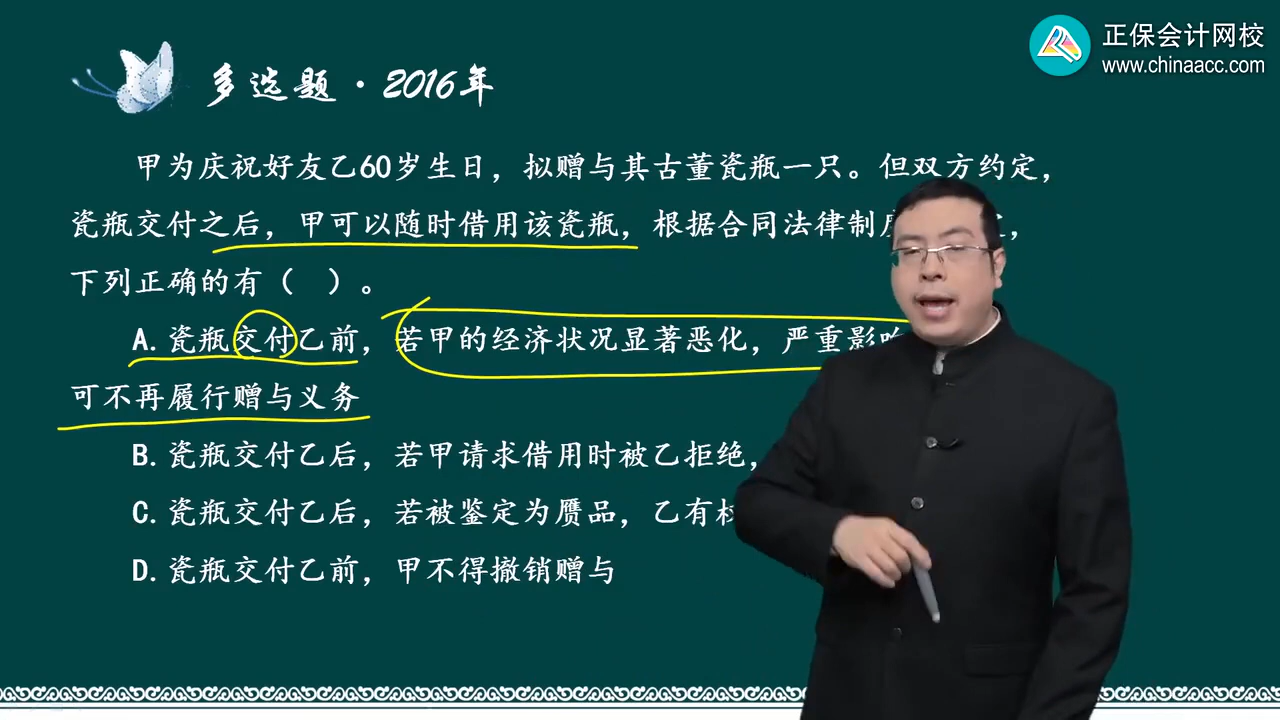 正保会计网校
www.chinaacc.com
多选题·2016年
甲为庆祝好友乙60岁生日，拟赠与其古董瓷瓶一只。但双方约定，
瓷瓶交付之后，甲可以随时借用该瓷瓶，根据合同法律制
下列正确的有（ ）。
A.瓷瓶交付乙前，若甲的经济状况显著恶化，严重影
可不再履行赠与义务
B.瓷瓶交付乙后，若甲请求借用时被乙拒绝，
C.瓷瓶交付乙后，若被鉴定为赝品，乙有
D.瓷瓶交付乙前，甲不得撤销赠与